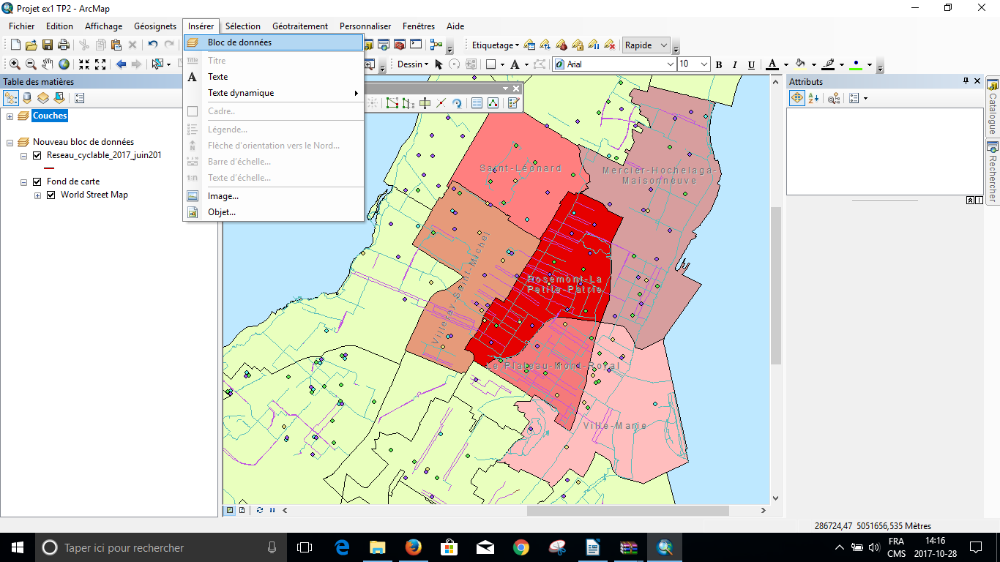 Projet ex1 TP2 - ArcMap
Fichier Edition Affichage Géosignets Insérer Sélection Géotraitement Personnaliser Fenêtres Aide
Bloc de données
Titre
Texte
Texte dynamique
Cadre..
Légende...
Flèche d'orientation vers le Nord...
Barre d'échelle...
Texte d'échelle...
Image...
Objet...
Etiquetage Rapide
Dessin Arial 10 B I U A
Table des matières
Couches
Nouveau bloc de données
Reseau_cyclable_2017_juin201
Fond de carte
World Street Map
Saint-Léonard
Mercier-Hochelaga-
Maisonneuve
Villeray-Saint-Michel
Rosemont-La
Petite-Patrie
Le Plateau-Mont-Royal
Ville-Marie
Attributs
Catalogue
Rechercher
286724,47 5051656,535 Mètres
Taper ici pour rechercher
FRA
CMS
14:16
2017-10-28